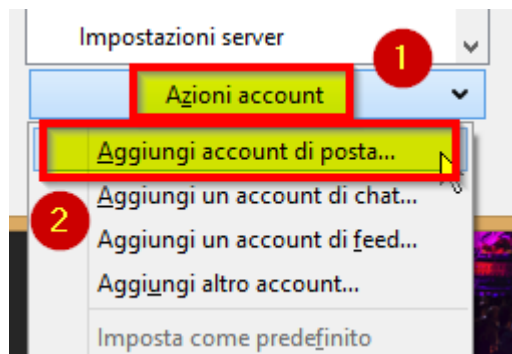 Impostazioni server
1
Azioni account
Aggiungi account di posta...
Aggiungi un account di chat...
2
Aggiungi un account di feed...
Aggiungi altro account...
Imposta come predefinito